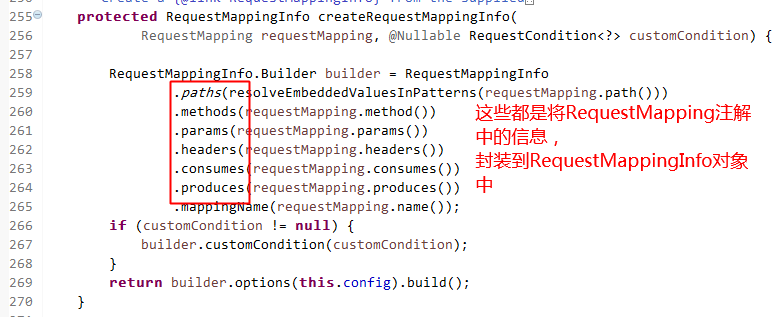 255 protected RequestMappingInfo createRequestMappingInfo(
256 RequestMapping requestMapping, @Nullable RequestCondition<?> customCondition) {
257
258 RequestMappingInfo.Builder builder = RequestMappingInfo
259 .paths(resolveEmbeddedValuesInPatterns(requestMapping.path()))
260 .methods(requestMapping.method())
261 .params(requestMapping.params())
262 .headers(requestMapping.headers())
263 .consumes(requestMapping.consumes())
264 .produces(requestMapping.produces())
265 .mappingName(requestMapping.name());
266 if (customCondition != null) {
267 builder.customCondition(customCondition);
268 }
269 return builder.options(this.config).build();
270 }
这些都是将RequestMapping注解
中的信息，
封装到RequestMappingInfo对象
中